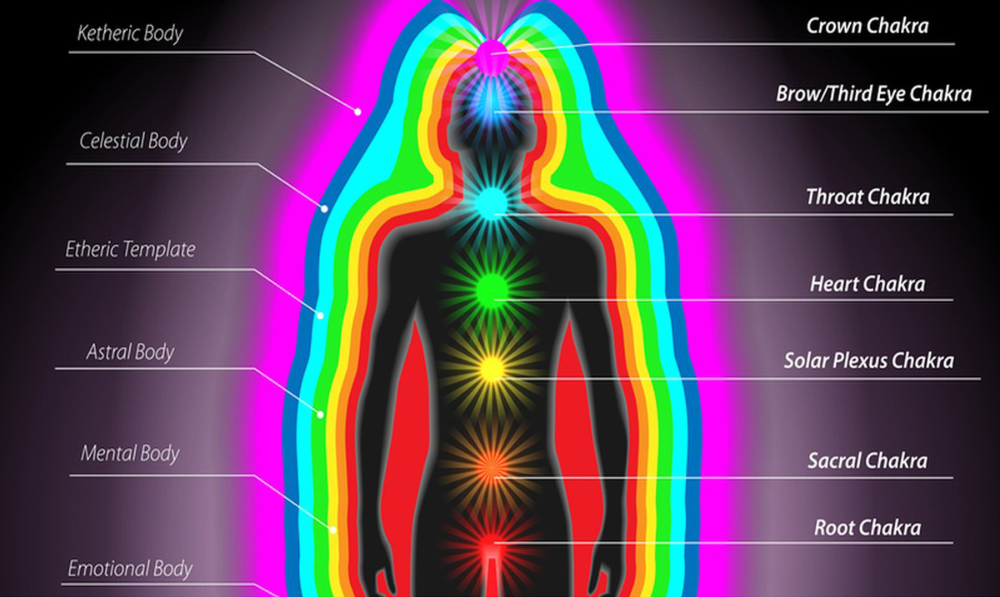 Ketheric Body
Celestial Body
Etheric Template
Astral Body
Mental Body
Emotional Body
Crown Chakra
Brow/Third Eye Chakra
Throat Chakra
Heart Chakra
Solar Plexus Chakra
Sacral Chakra
Root Chakra